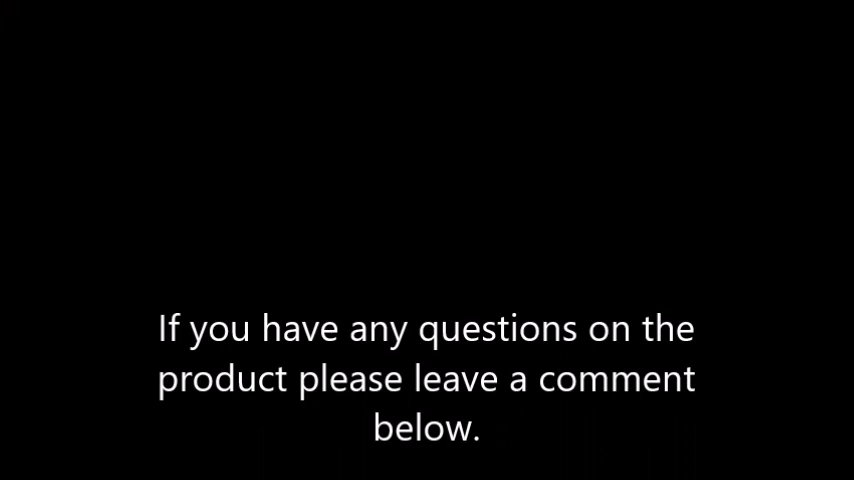 If you have any questions on the
product please leave a comment
below.